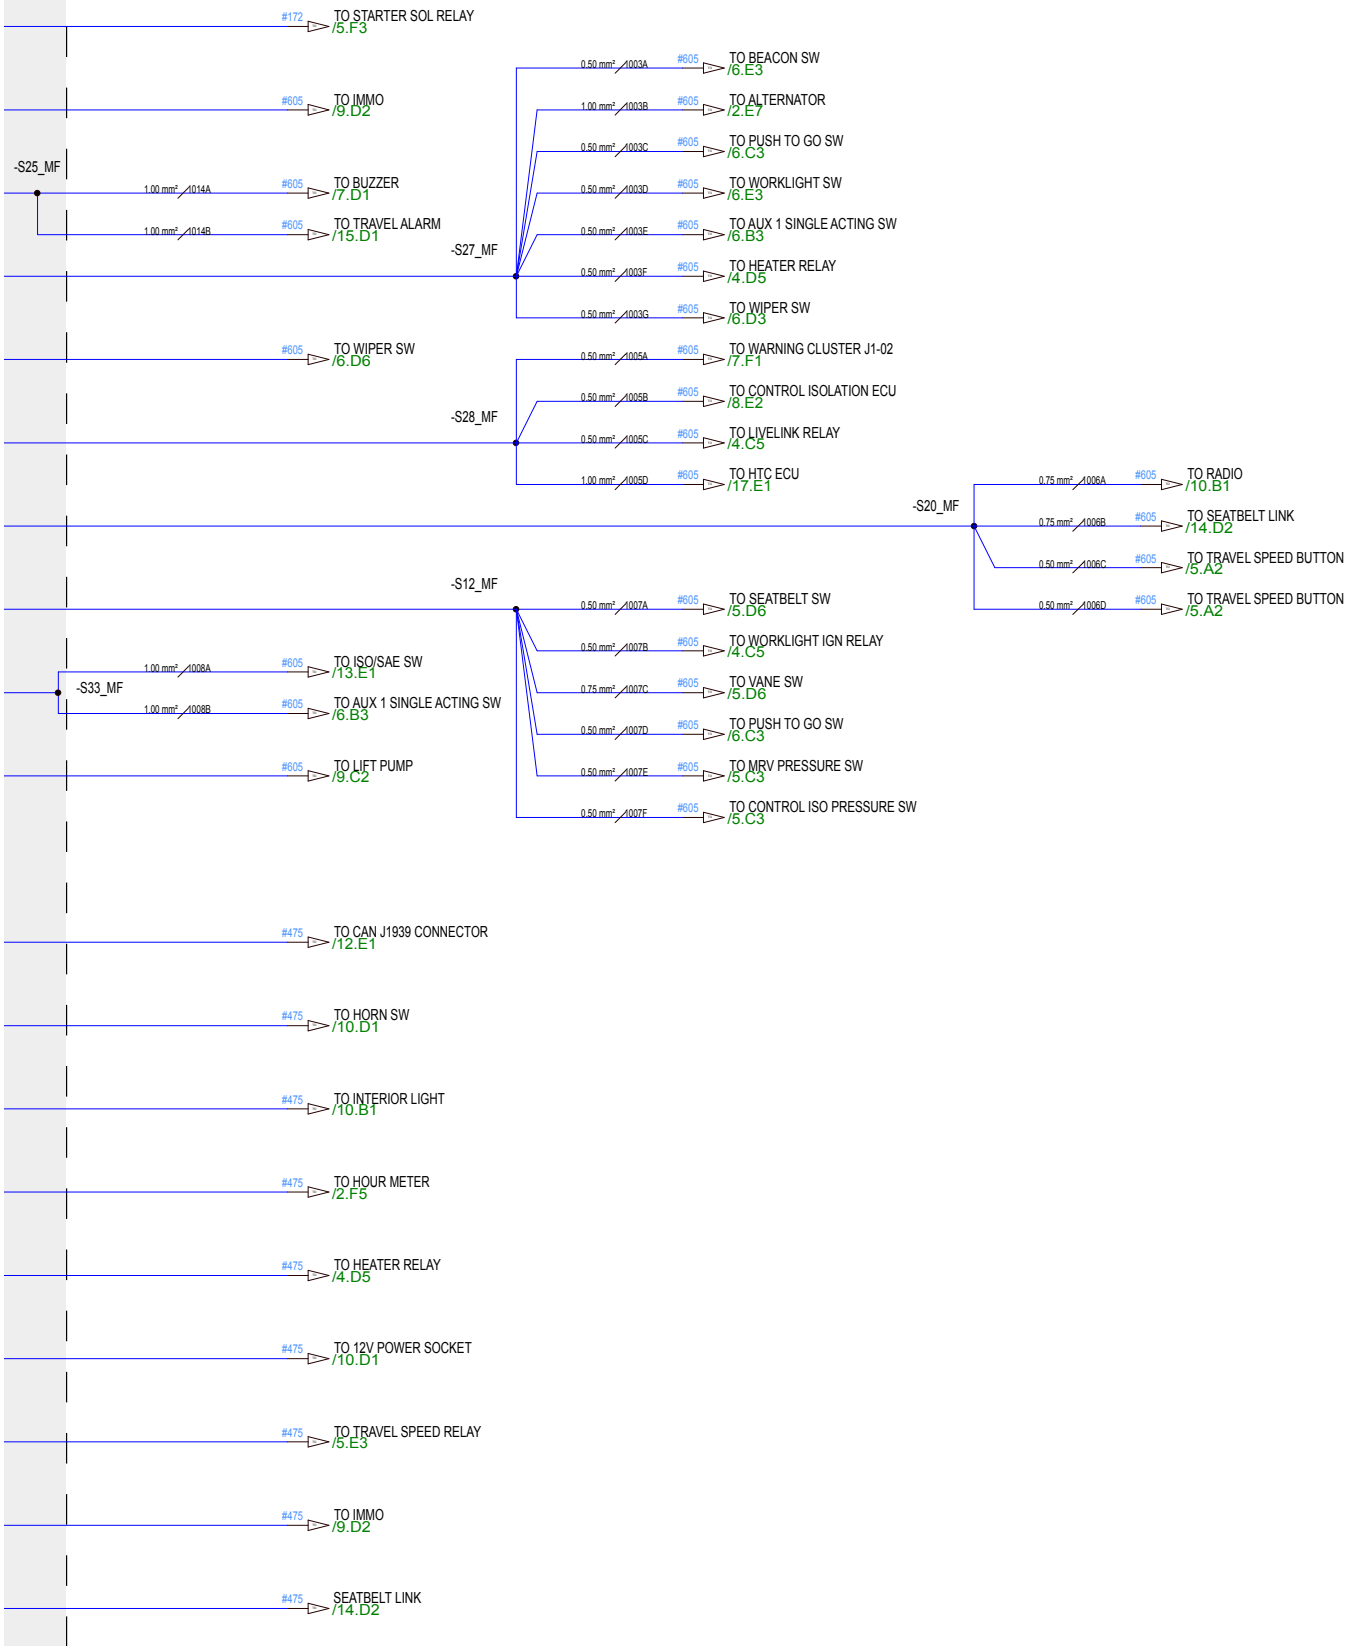 #172 TO STARTER SOL RELAY
/5.F3
0.50 mm² 1003A #605 TO BEACON SW
/6.E3
#605 TO IMMO
/9.D2
1.00 mm² 1003B #605 TO ALTERNATOR
/2.E7
0.50 mm² 1003C #605 TO PUSH TO GO SW
/6.C3
-S25_MF
1.00 mm² 1014A #605 TO BUZZER
/7.D1
0.50 mm² 1003D #605 TO WORKLIGHT SW
/6.E3
1.00 mm² 1014B #605 TO TRAVEL ALARM
/15.D1
0.50 mm² 1003E #605 TO AUX 1 SINGLE ACTING SW
/6.B3
-S27_MF
0.50 mm² 1003F #605 TO HEATER RELAY
/4.D5
0.50 mm² 1003G #605 TO WIPER SW
/6.D3
#605 TO WIPER SW
/6.D6
0.50 mm² 1005A #605 TO WARNING CLUSTER J1-02
/7.F1
0.50 mm² 1005B #605 TO CONTROL ISOLATION ECU
/8.E2
-S28_MF
0.50 mm² 1005C #605 TO LIVELINK RELAY
/4.C5
1.00 mm² 1005D #605 TO HTC ECU
/17.E1
0.75 mm² 1006A #605 TO RADIO
/10.B1
-S20_MF
0.75 mm² 1006B #605 TO SEATBELT LINK
/14.D2
0.50 mm² 1006C #605 TO TRAVEL SPEED BUTTON
/5.A2
-S12_MF
0.50 mm² 1007A #605 TO SEATBELT SW
/5.D6
0.50 mm² 1006D #605 TO TRAVEL SPEED BUTTON
/5.A2
0.50 mm² 1007B #605 TO WORKLIGHT IGN RELAY
/4.C5
1.00 mm² 1008A #605 TO ISO/SAE SW
/13.E1
-S33_MF
0.75 mm² 1007C #605 TO VANE SW
/5.D6
1.00 mm² 1008B #605 TO AUX 1 SINGLE ACTING SW
/6.B3
0.50 mm² 1007D #605 TO PUSH TO GO SW
/6.C3
#605 TO LIFT PUMP
/9.C2
0.50 mm² 1007E #605 TO MRV PRESSURE SW
/5.C3
0.50 mm² 1007F #605 TO CONTROL ISO PRESSURE SW
/5.C3
#475 TO CAN J1939 CONNECTOR
/12.E1
#475 TO HORN SW
/10.D1
#475 TO INTERIOR LIGHT
/10.B1
#475 TO HOUR METER
/2.F5
#475 TO HEATER RELAY
/4.D5
#475 TO 12V POWER SOCKET
/10.D1
#475 TO TRAVEL SPEED RELAY
/5.E3
#475 TO IMMO
/9.D2
#475 SEATBELT LINK
/14.D2